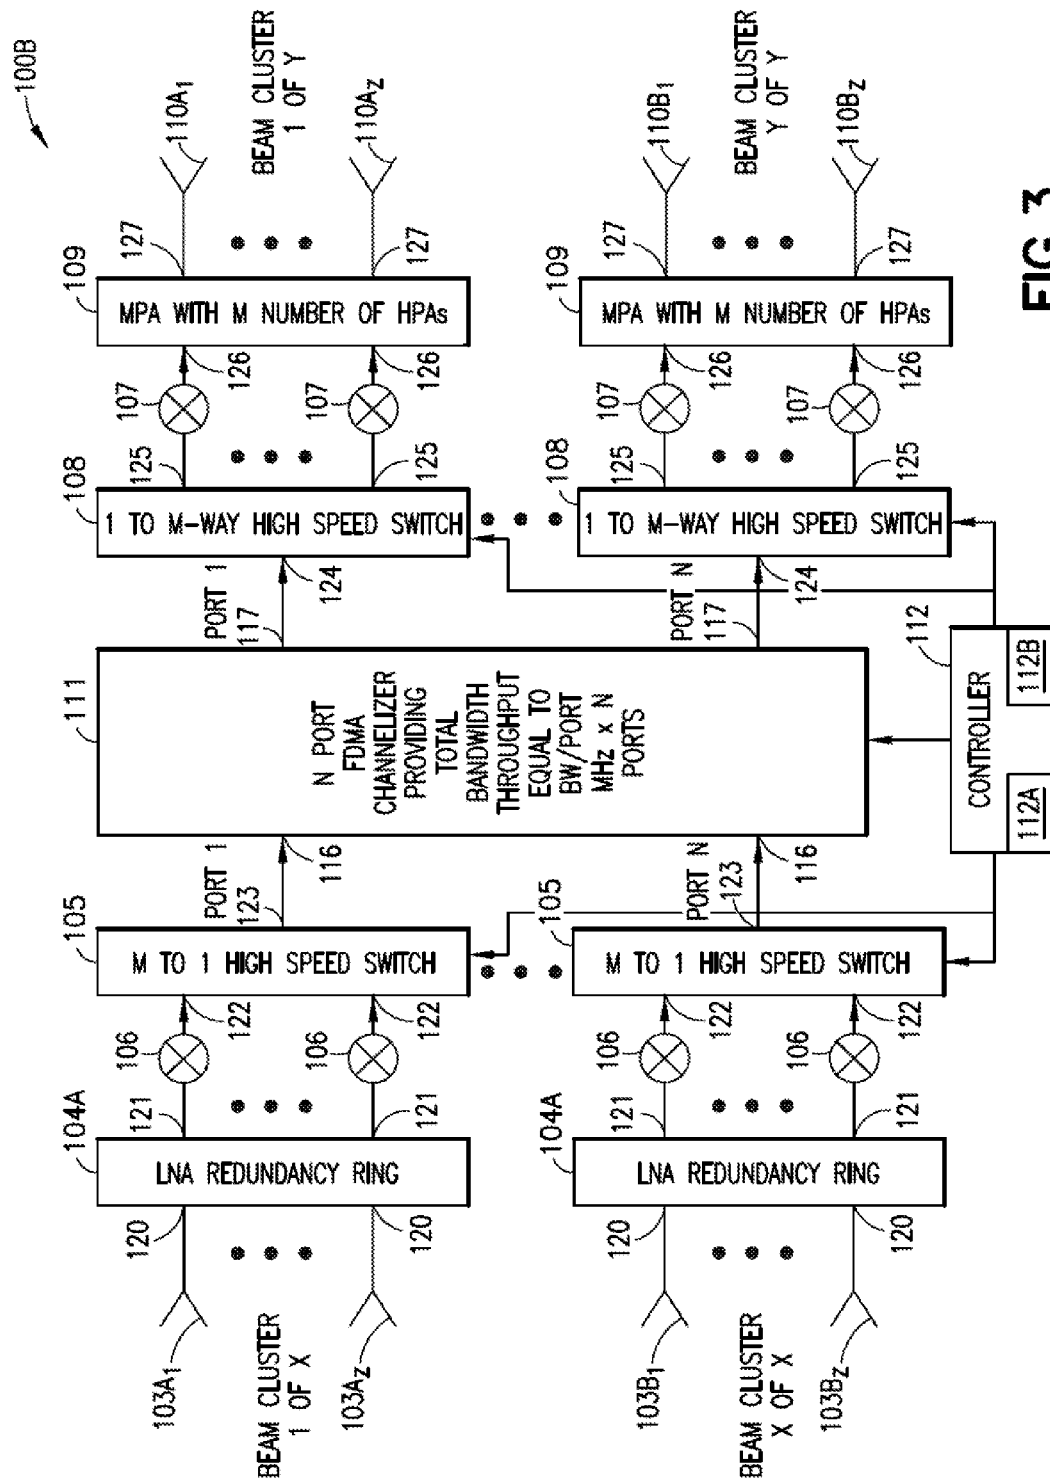 100B
BEAM CLUSTER
1 OF X
103A1
103AZ
120
120
104A
LNA REDUNDANCY RING
121
121
106
106
122
122
105
M TO 1 HIGH SPEED SWITCH
PORT 1
123
116
111
N PORT
FDMA
CHANNELIZER
PROVIDING
TOTAL
BANDWIDTH
THROUGHPUT
EQUAL TO
BW/PORT
MHz x N
PORTS
PORT 1
117
124
108
1 TO M-WAY HIGH SPEED SWITCH
125
125
107
107
126
126
109
MPA WITH M NUMBER OF HPAs
127
127
110A1
110AZ
BEAM CLUSTER
1 OF Y
BEAM CLUSTER
X OF X
103B1
103BZ
120
120
104A
LNA REDUNDANCY RING
121
121
106
106
122
122
105
M TO 1 HIGH SPEED SWITCH
PORT N
123
116
PORT N
117
124
108
1 TO M-WAY HIGH SPEED SWITCH
125
125
107
107
126
126
109
MPA WITH M NUMBER OF HPAs
127
127
110B1
110BZ
BEAM CLUSTER
Y OF Y
112
CONTROLLER
112A
112B
FIG.3